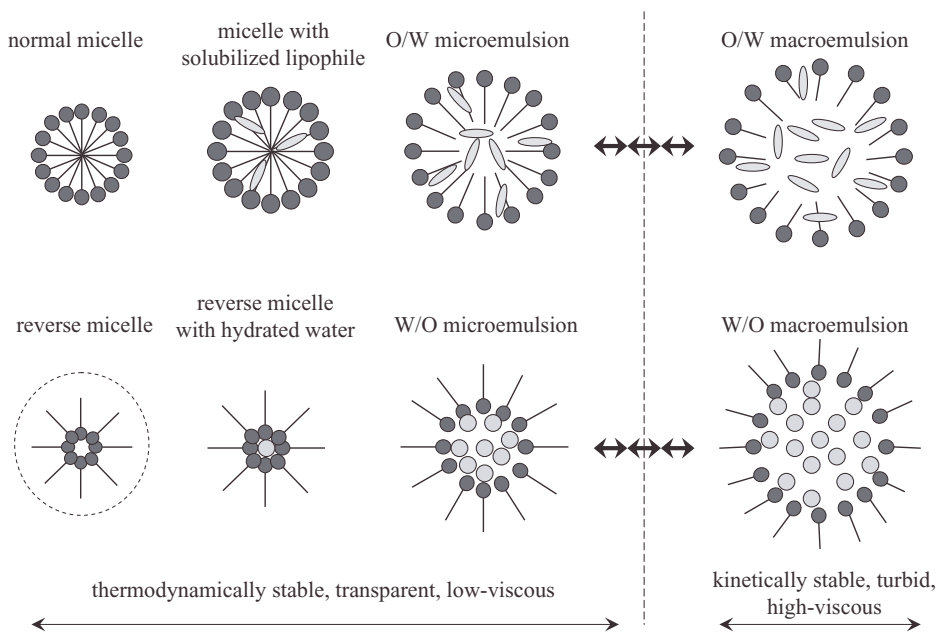 normal micelle
micelle with
solubilized lipophile
O/W microemulsion
O/W macroemulsion
reverse micelle
reverse micelle
with hydrated water
W/O microemulsion
W/O macroemulsion
thermodynamically stable, transparent, low-viscous
kinetically stable, turbid,
high-viscous